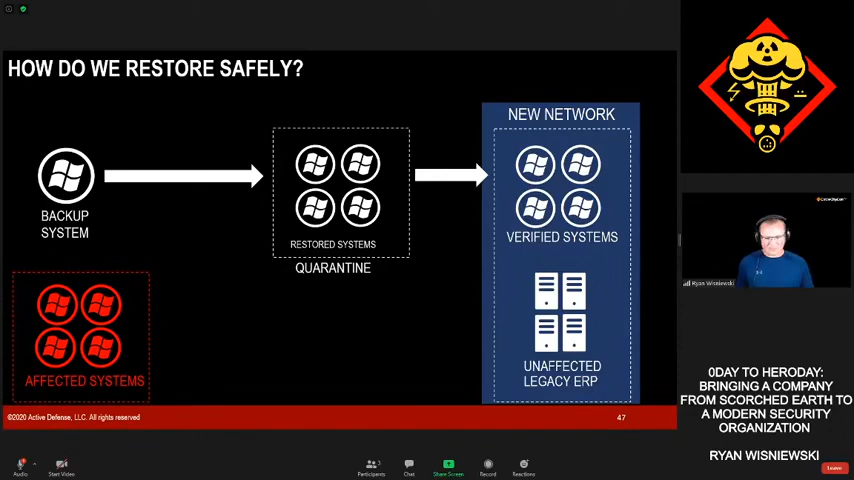 HOW DO WE RESTORE SAFELY?
NEW NETWORK
BACKUP
SYSTEM
RESTORED SYSTEMS
QUARANTINE
VERIFIED SYSTEMS
AFFECTED SYSTEMS
UNAFFECTED
LEGACY ERP
©2020 Active Defense, LLC. All rights reserved
47
Ryan Wisniewski
0DAY TO HERODAY:
BRINGING A COMPANY
FROM SCORCHED EARTH TO
A MODERN SECURITY
ORGANIZATION
RYAN WISNIEWSKI
Audio
Start Video
Participants
3
Chat
Share Screen
Record
Reactions
Leave